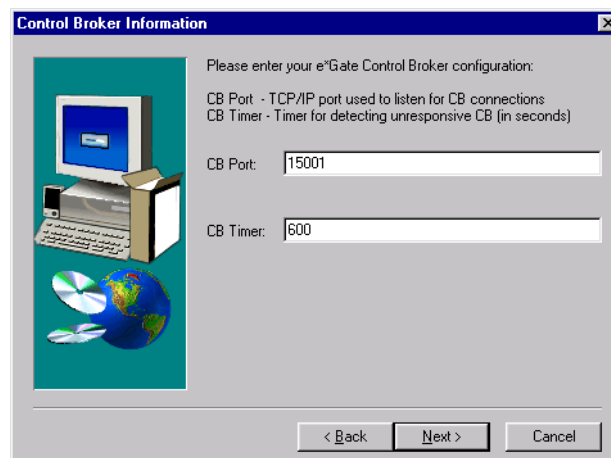 Control Broker Information
Please enter your e*Gate Control Broker configuration:
CB Port - TCP/IP port used to listen for CB connections
CB Timer - Timer for detecting unresponsive CB (in seconds)
CB Port: 15001
CB Timer: 600
< Back Next > Cancel